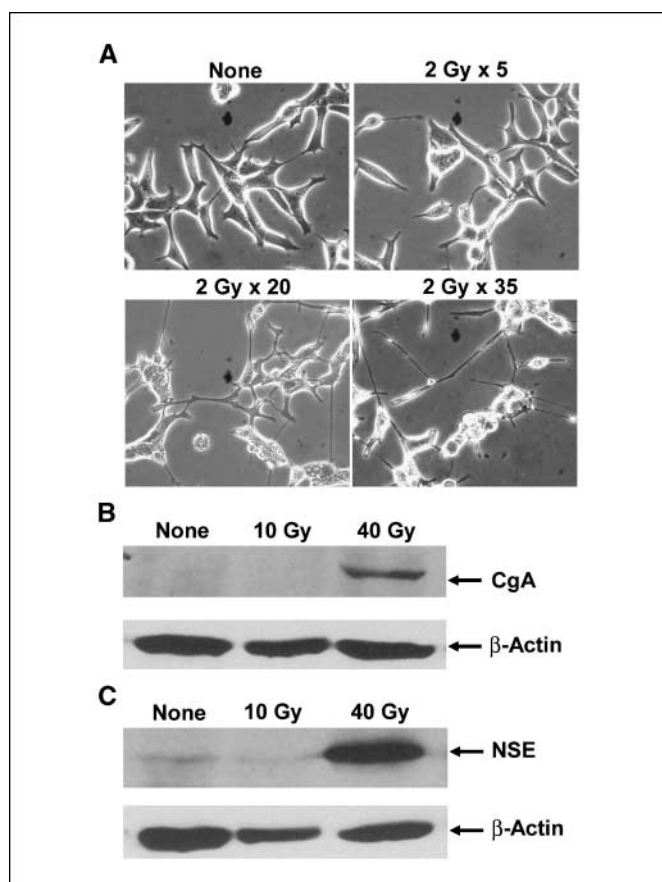 A
None 2 Gy x 5
2 Gy x 20 2 Gy x 35
B
None 10 Gy 40 Gy
CgA
β-Actin
C
None 10 Gy 40 Gy
NSE
β-Actin